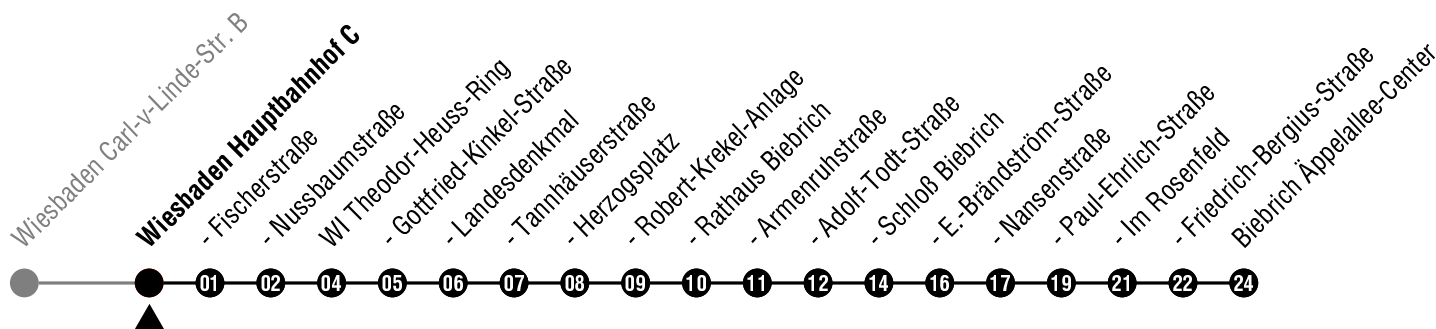 Wiesbaden Carl-v-Linde-Str. B
Wiesbaden Hauptbahnhof C
- Fischerstraße
- Nussbaumstraße
WI Theodor-Heuss-Ring
- Gottfried-Kinkel-Straße
- Landesdenkmal
- Tannhäuserstraße
- Herzogsplatz
- Robert-Krekel-Anlage
- Rathaus Biebrich
- Armenruhstraße
- Adolf-Todt-Straße
- Schloß Biebrich
- E.-Brändström-Straße
- Nansenstraße
- Paul-Ehrlich-Straße
- Im Rosenfeld
- Friedrich-Bergius-Straße
Biebrich Äppelallee-Center
01 02 04 05 06 07 08 09 10 11 12 14 16 17 19 21 22 24